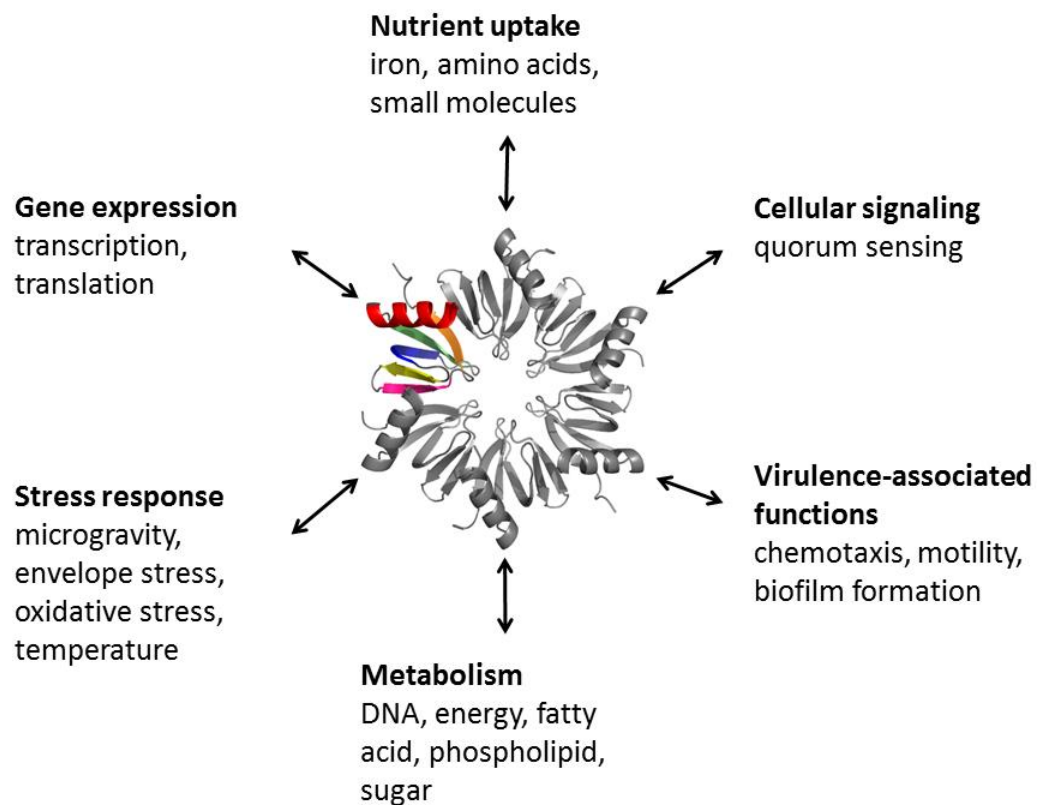 Nutrient uptake
iron, amino acids,
small molecules
Gene expression
transcription,
translation
Cellular signaling
quorum sensing
Stress response
microgravity,
envelope stress,
oxidative stress,
temperature
Virulence-associated
functions
chemotaxis, motility,
biofilm formation
Metabolism
DNA, energy, fatty
acid, phospholipid,
sugar